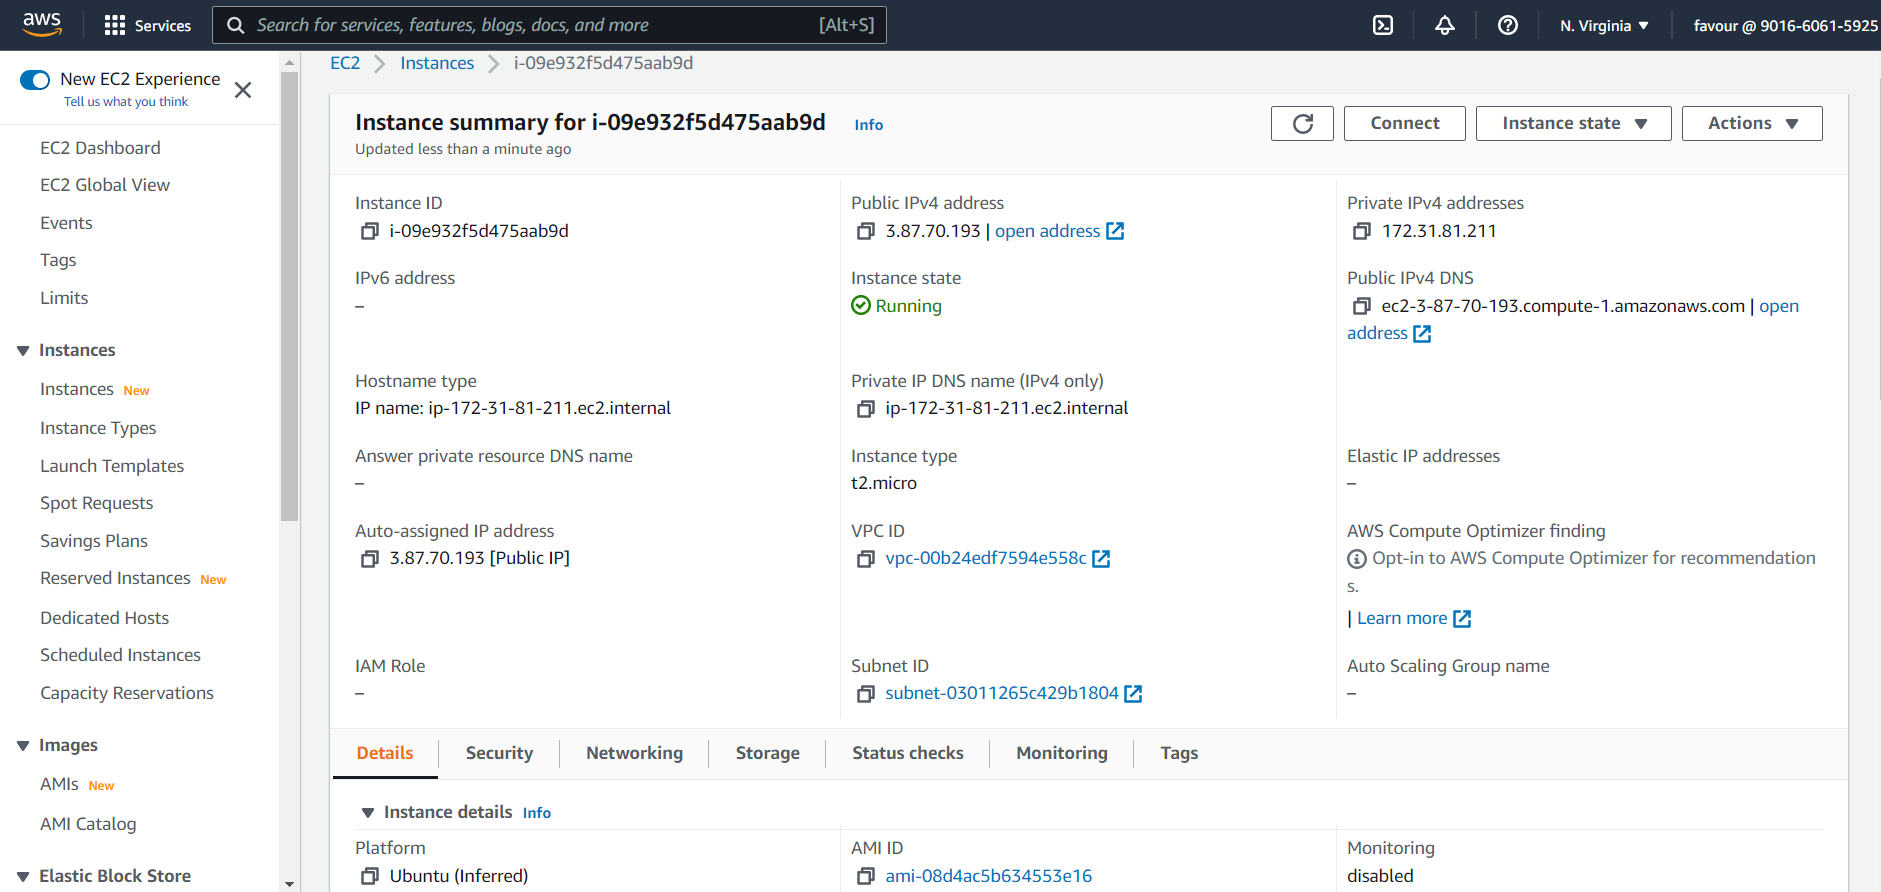 aws
Services
Search for services, features, blogs, docs, and more
[Alt+S]
N. Virginia
favour @ 9016-6061-5925
New EC2 Experience
Tell us what you think
EC2 Dashboard
EC2 Global View
Events
Tags
Limits
Instances
Instances New
Instance Types
Launch Templates
Spot Requests
Savings Plans
Reserved Instances New
Dedicated Hosts
Scheduled Instances
Capacity Reservations
Images
AMIs New
AMI Catalog
Elastic Block Store
EC2 Instances i-09e932f5d475aab9d
Instance summary for i-09e932f5d475aab9d Info
Updated less than a minute ago
Connect
Instance state
Actions
Instance ID
i-09e932f5d475aab9d
Public IPv4 address
3.87.70.193 | open address
Private IPv4 addresses
172.31.81.211
IPv6 address
–
Instance state
Running
Public IPv4 DNS
ec2-3-87-70-193.compute-1.amazonaws.com | open
address
Hostname type
IP name: ip-172-31-81-211.ec2.internal
Private IP DNS name (IPv4 only)
ip-172-31-81-211.ec2.internal
Answer private resource DNS name
–
Instance type
t2.micro
Elastic IP addresses
–
Auto-assigned IP address
3.87.70.193 [Public IP]
VPC ID
vpc-00b24edf7594e558c
AWS Compute Optimizer finding
Opt-in to AWS Compute Optimizer for recommendation
s.
| Learn more
IAM Role
–
Subnet ID
subnet-03011265c429b1804
Auto Scaling Group name
–
Details
Security
Networking
Storage
Status checks
Monitoring
Tags
Instance details Info
Platform
Ubuntu (Inferred)
AMI ID
ami-08d4ac5b634553e16
Monitoring
disabled